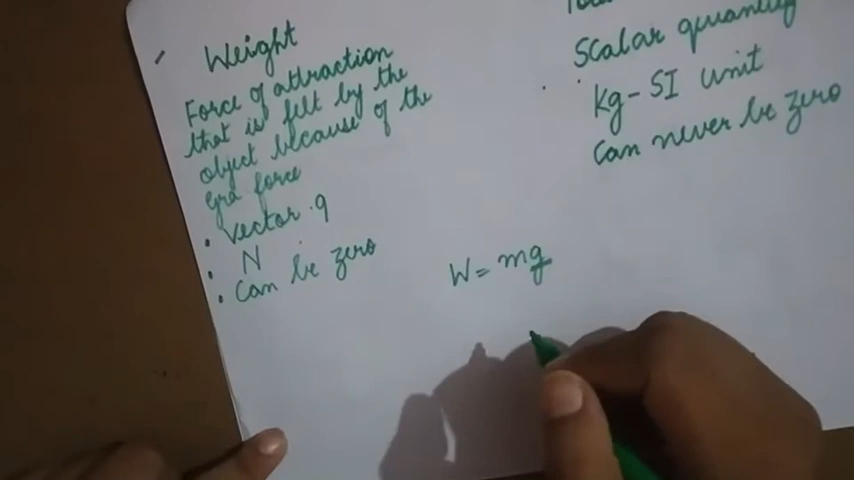 Weight
Force of attraction
that is felt by the
object because of the
gra force
• Vector . q
• N
• Can be zero
Scalar quantity
• Kg - SI unit
Can never be zero
W = mg